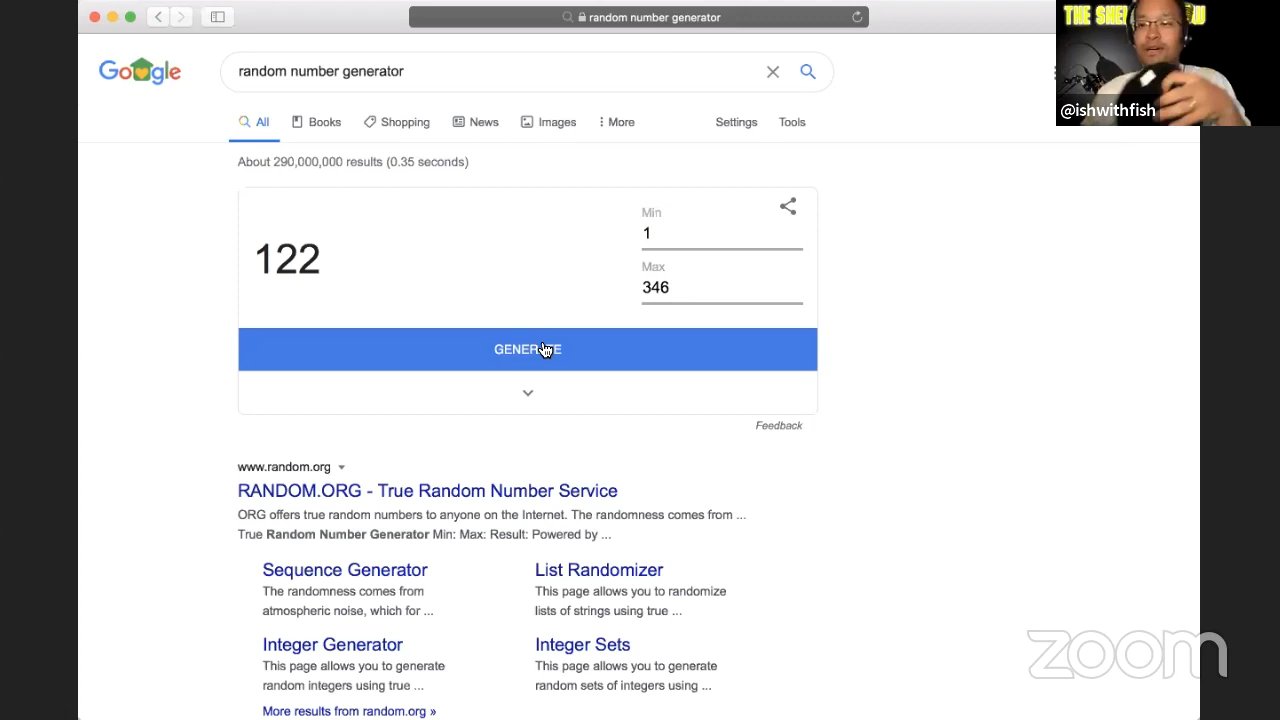 random number generator
THE SHE
W
@ishwithfish
Google
random number generator
All
Books
Shopping
News
Images
More
Settings
Tools
About 290,000,000 results (0.35 seconds)
122
Min
1
Max
346
GENERATE
Feedback
www.random.org
RANDOM.ORG - True Random Number Service
ORG offers true random numbers to anyone on the Internet. The randomness comes from ...
True Random Number Generator Min: Max: Result: Powered by ...
Sequence Generator
The randomness comes from
atmospheric noise, which for ...
List Randomizer
This page allows you to randomize
lists of strings using true ...
Integer Generator
This page allows you to generate
random integers using true ...
Integer Sets
This page allows you to generate
random sets of integers using ...
More results from random.org »
zoom